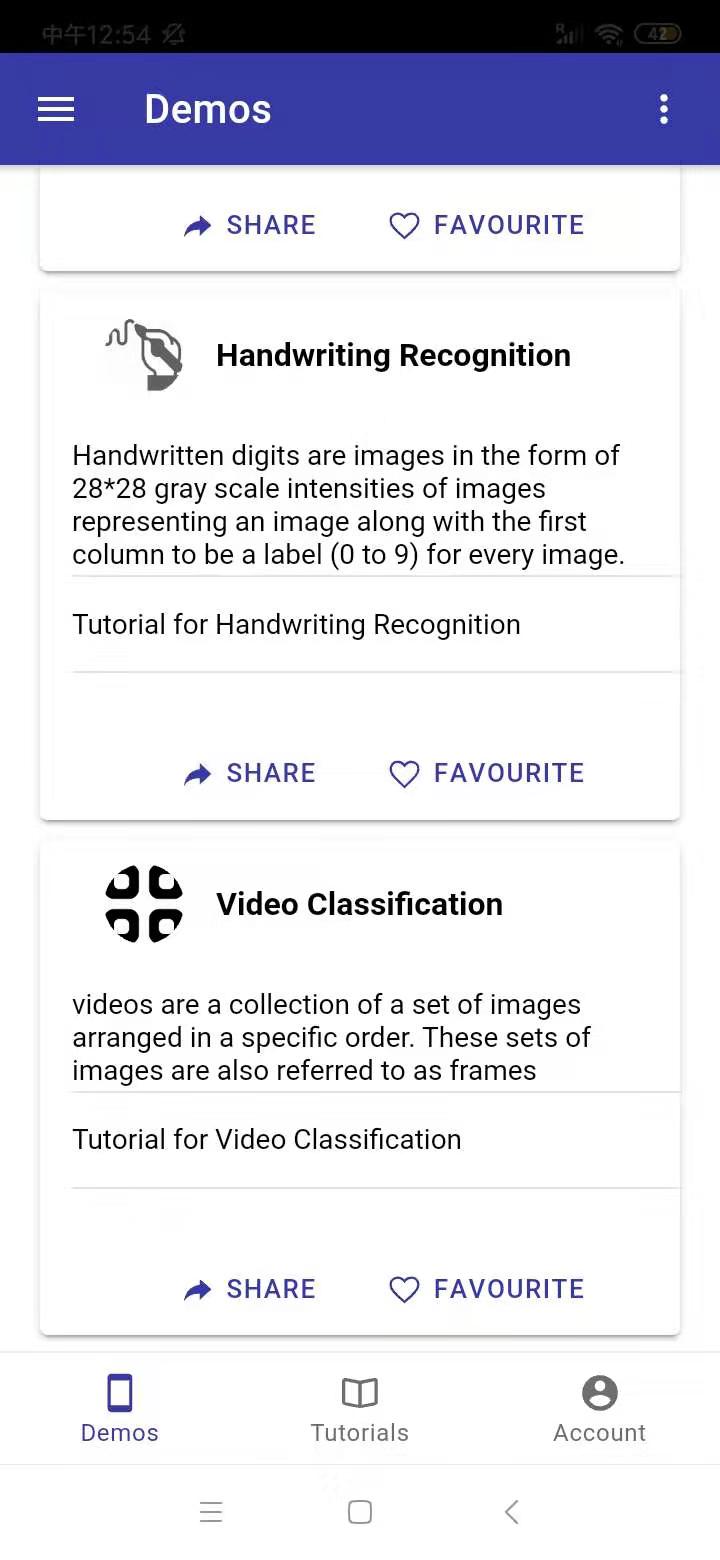 中午12:54
R
42
Demos
SHARE FAVOURITE
Handwriting Recognition
Handwritten digits are images in the form of
28*28 gray scale intensities of images
representing an image along with the first
column to be a label (0 to 9) for every image.
Tutorial for Handwriting Recognition
SHARE FAVOURITE
Video Classification
videos are a collection of a set of images
arranged in a specific order. These sets of
images are also referred to as frames
Tutorial for Video Classification
SHARE FAVOURITE
Demos Tutorials Account